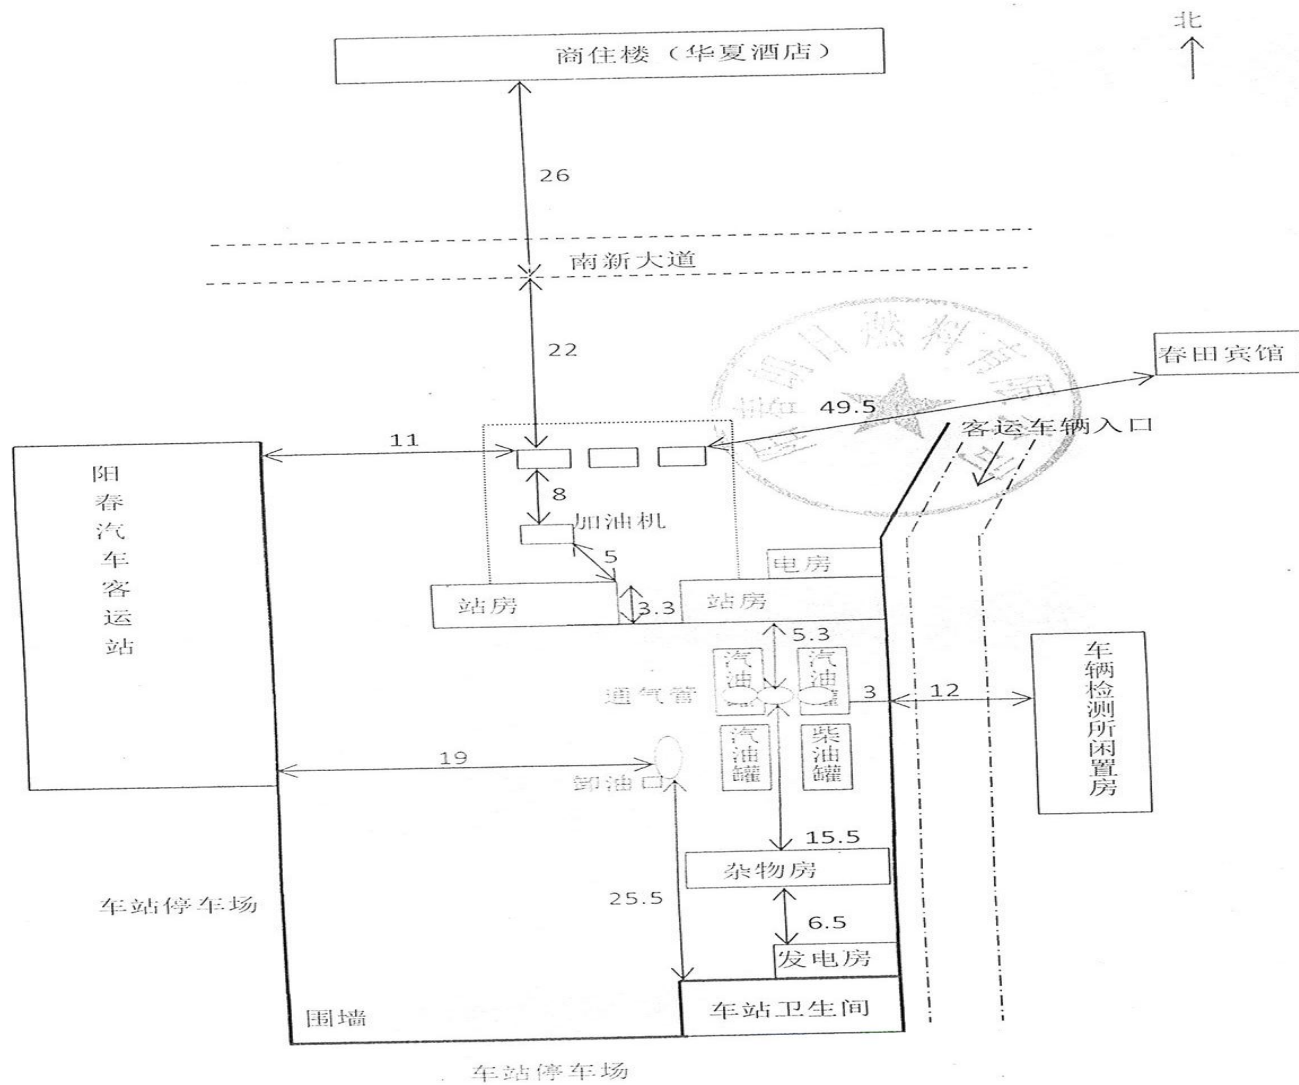 北
商住楼（华夏酒店）
26
南新大道
22
春田宾馆
49.5
客运车辆入口
11
阳春汽车客运站
8
加油机
5
电房
站房
3.3
站房
5.3
汽油罐
汽油罐
通气管
3
12
车辆检测所闲置房
汽油罐
柴油罐
19
卸油口
15.5
杂物房
25.5
车站停车场
6.5
发电房
车站卫生间
围墙
车站停车场